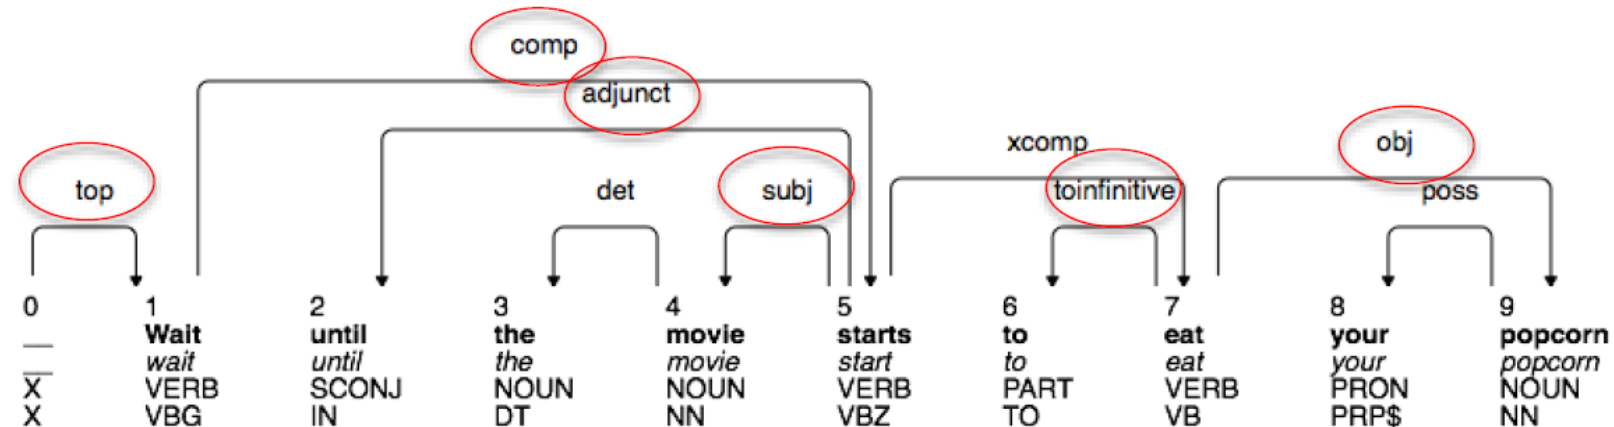 comp
adjunct
xcomp obj
top det subj toinfinitive poss
0 1 2 3 4 5 6 7 8 9
__ Wait until the movie starts to eat your popcorn
__ wait until the movie start to eat your popcorn
X VERB SCONJ NOUN NOUN VERB PART VERB PRON NOUN
X VBG IN DT NN VBZ TO VB PRP$ NN